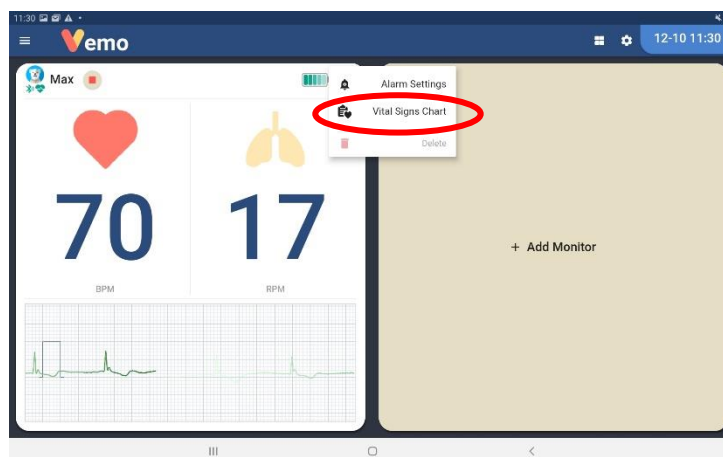 11:30
Vemo
12-10 11:30
Max
Alarm Settings
Vital Signs Chart
Delete
70
17
BPM
RPM
+ Add Monitor